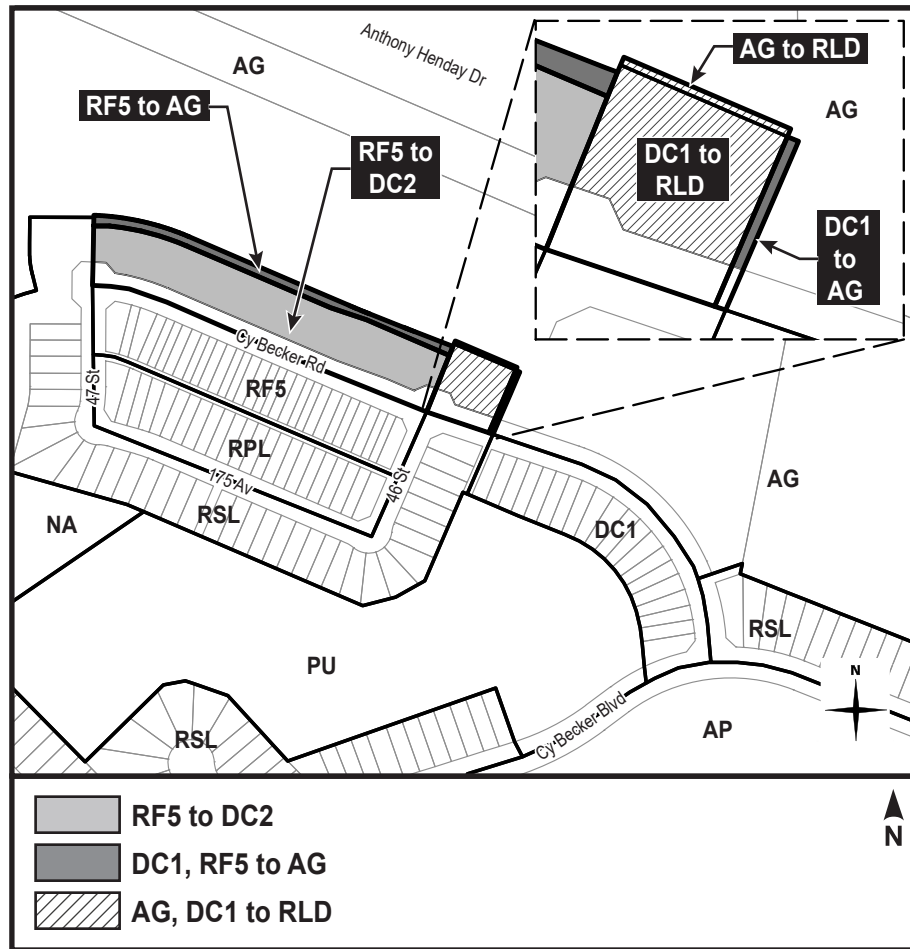 Anthony Henday Dr
AG
RF5 to AG
RF5 to
DC2
AG to RLD
AG
DC1 to
RLD
DC1
to
AG
Cy Becker Rd
47 St
RF5
RPL
46 St
175 Av
RSL
NA
DC1
AG
RSL
PU
RSL
Cy Becker Blvd
AP
N
RF5 to DC2
DC1, RF5 to AG
AG, DC1 to RLD
N